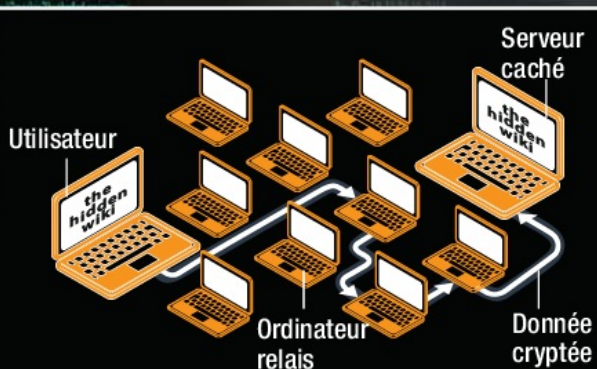 Serveur
caché
Utilisateur
the
hidden
wiki
the
hidden
wiki
Ordinateur
relais
Donnée
cryptée